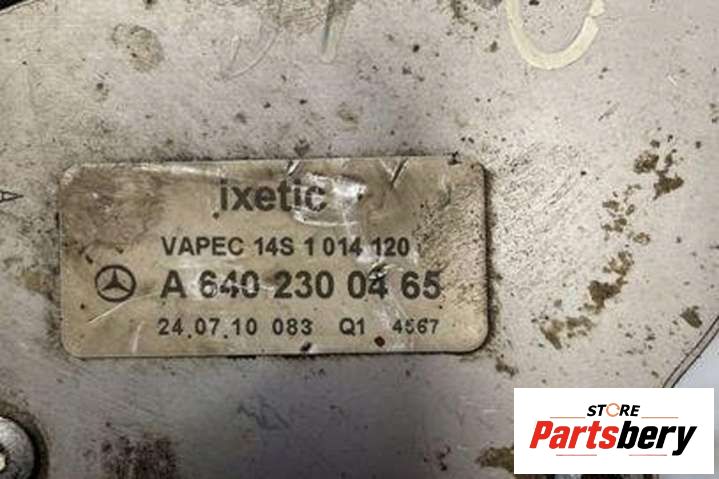 ixetic
VAPEC 14S 1 014 120
A 640 230 04 65
24.07.10 083 Q1 4567
STORE
Partsbery